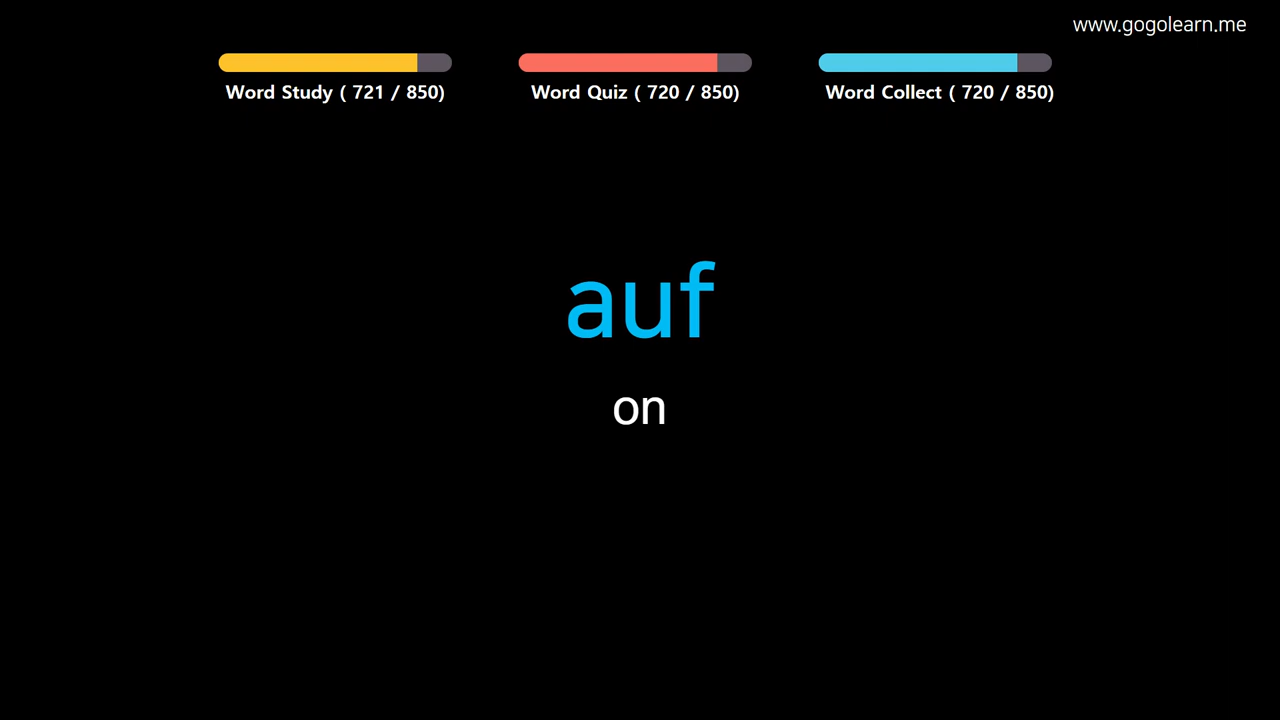 www.gogolearn.me
Word Study ( 721 / 850)
Word Quiz ( 720 / 850)
Word Collect ( 720 / 850)
auf
on